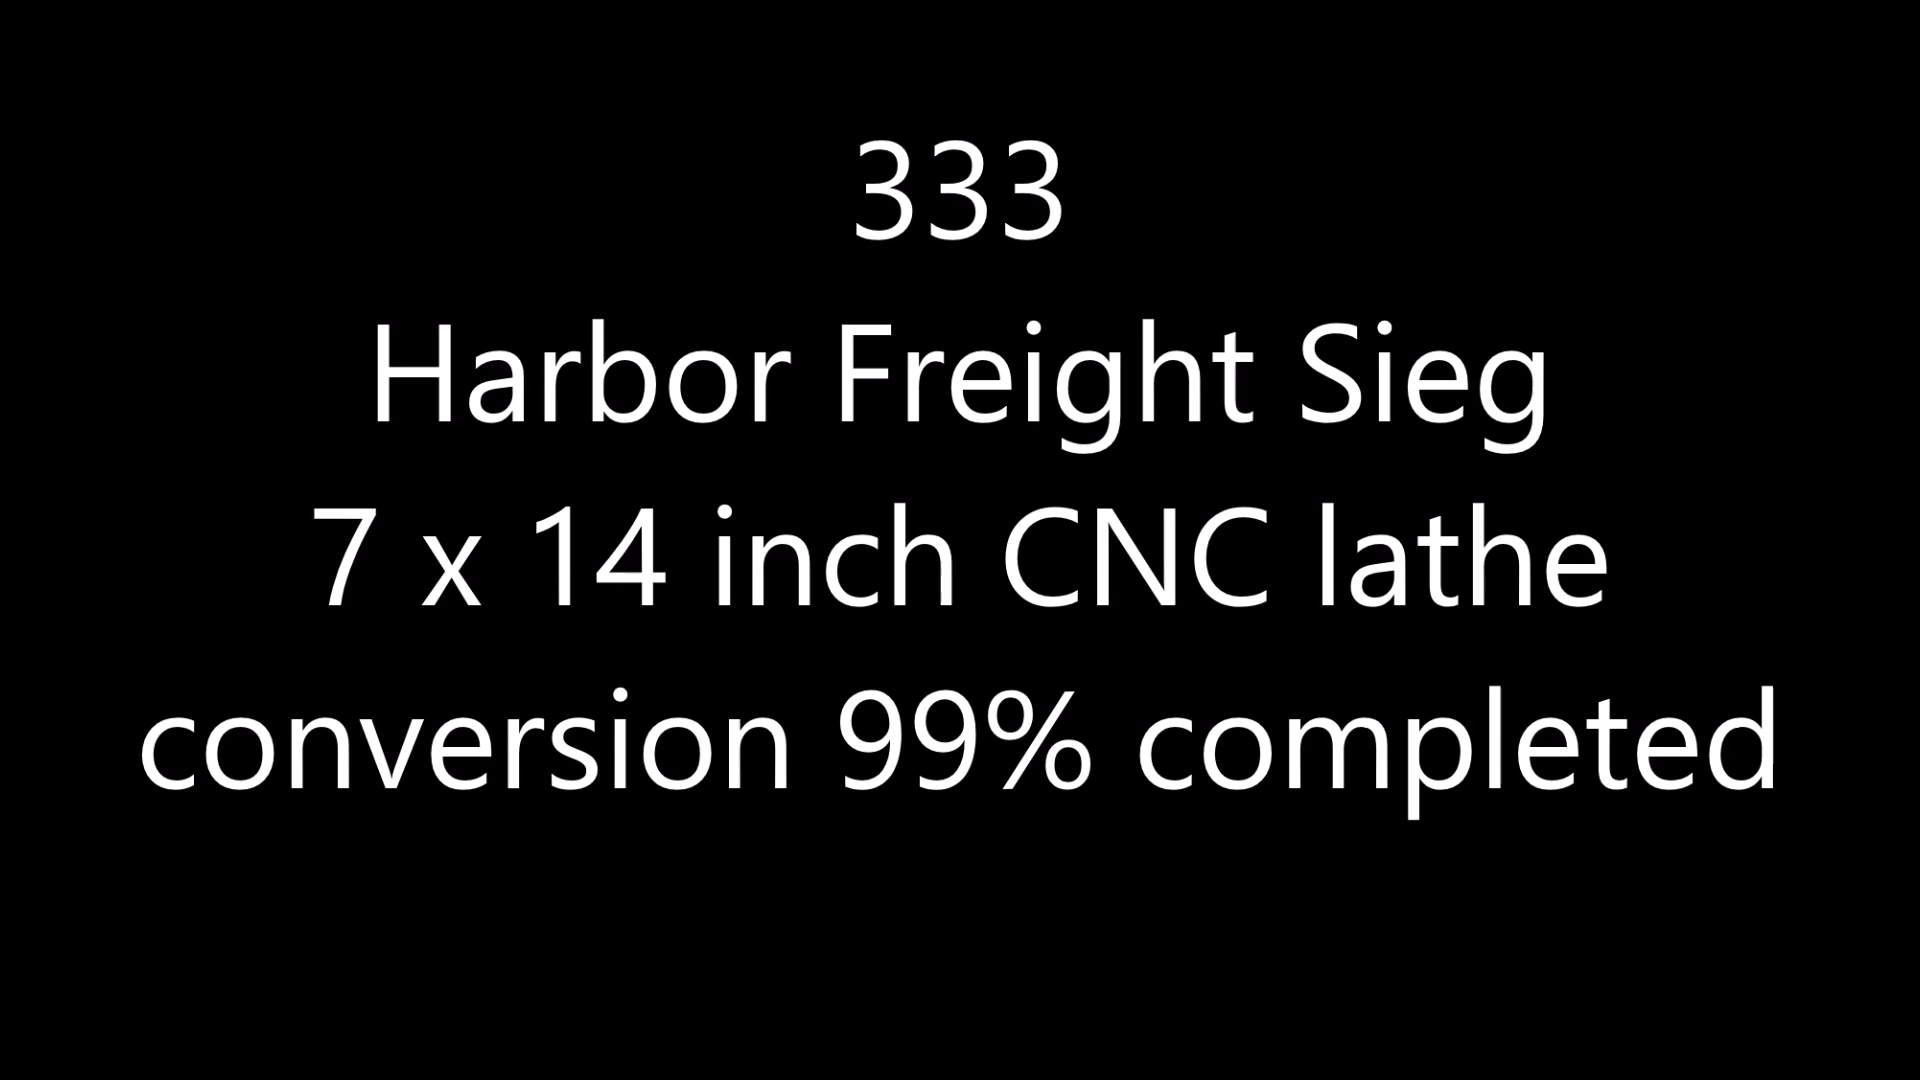 333
Harbor Freight Sieg
7 x 14 inch CNC lathe
conversion 99% completed